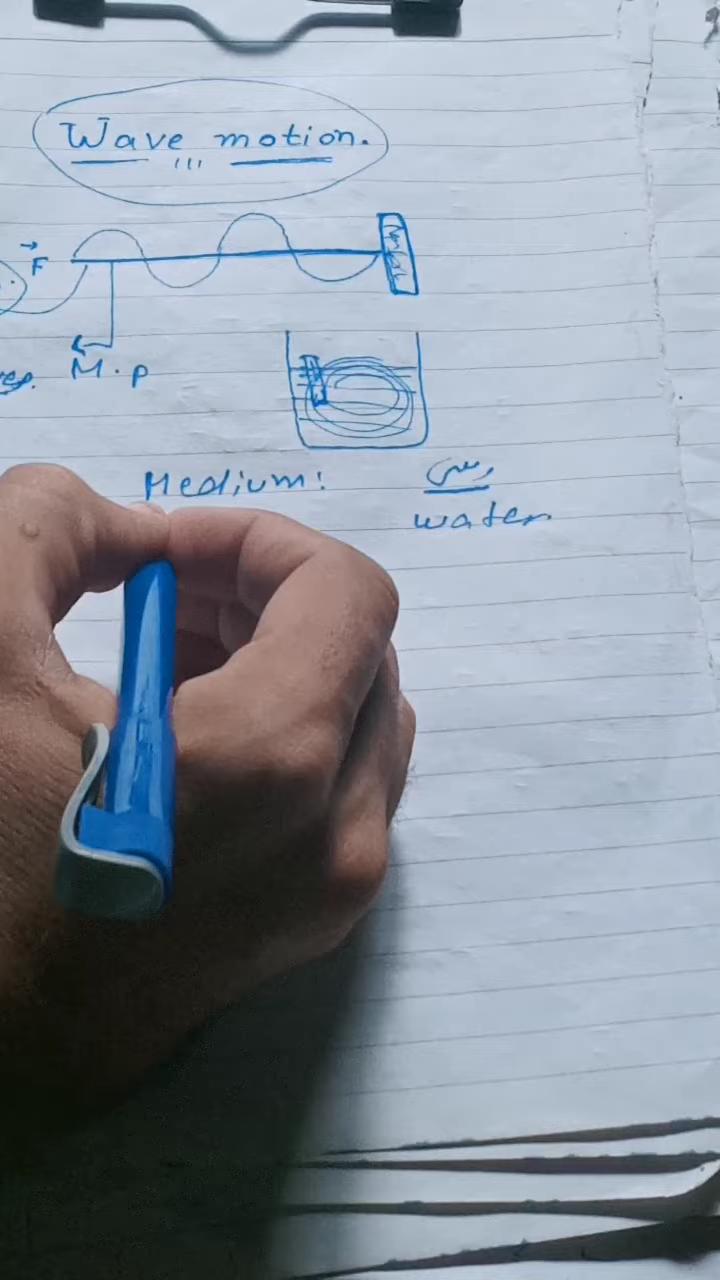 Wave motion.
F
M.p
Medium:
رسی
water